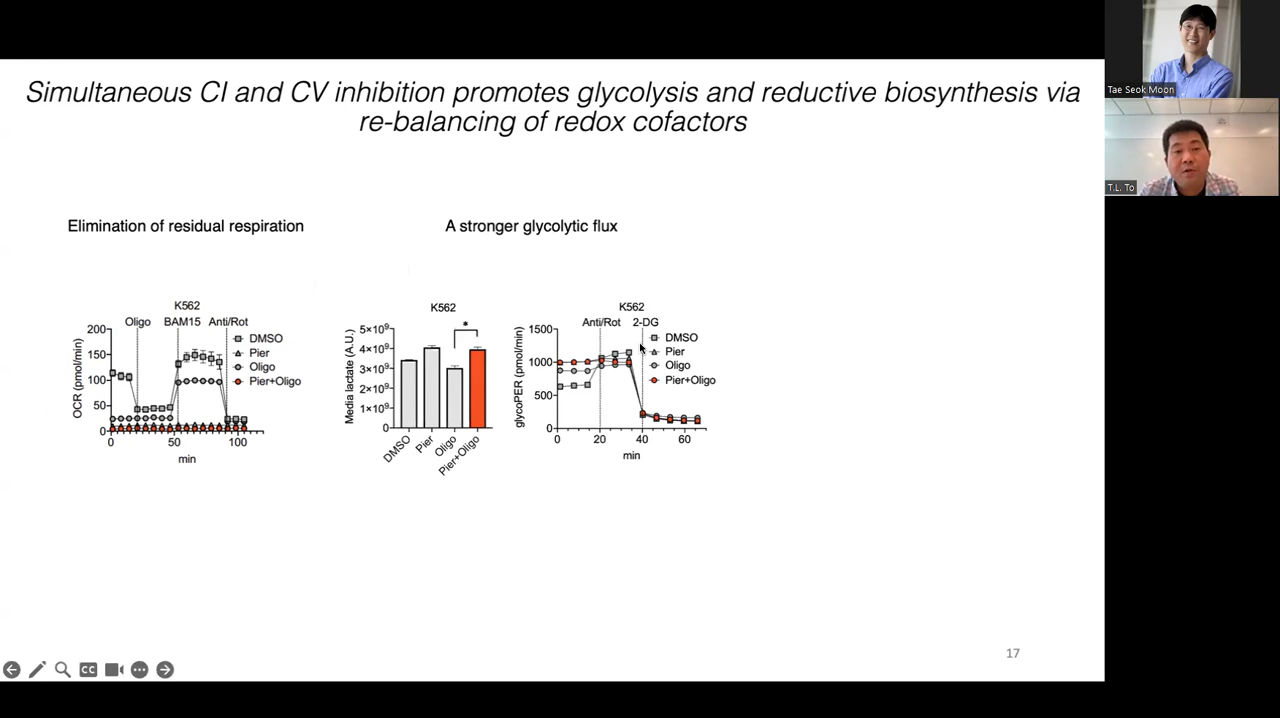 Simultaneous CI and CV inhibition promotes glycolysis and reductive biosynthesis via
re-balancing of redox cofactors
Elimination of residual respiration
A stronger glycolytic flux
K562
Oligo BAM15 Anti/Rot
OCR (pmol/min)
200
150
100
50
0
0 50 100
min
DMSO
Pier
Oligo
Pier+Oligo
K562
*
Media lactate (A.U.)
5×10⁹
4×10⁹
3×10⁹
2×10⁹
1×10⁹
0
DMSO
Pier
Oligo
Pier+Oligo
K562
Anti/Rot 2-DG
glycoPER (pmol/min)
1500
1000
500
0
0 20 40 60
min
DMSO
Pier
Oligo
Pier+Oligo
17
CC
Tae Seok Moon
T.L. To